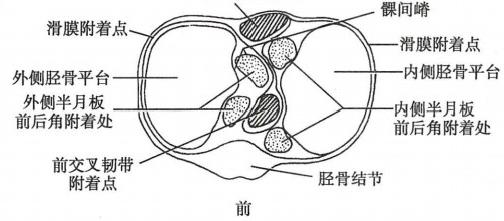 髁间嵴
滑膜附着点
滑膜附着点
外侧胫骨平台
内侧胫骨平台
外侧半月板
前后角附着处
内侧半月板
前后角附着处
前交叉韧带
附着点
胫骨结节
前